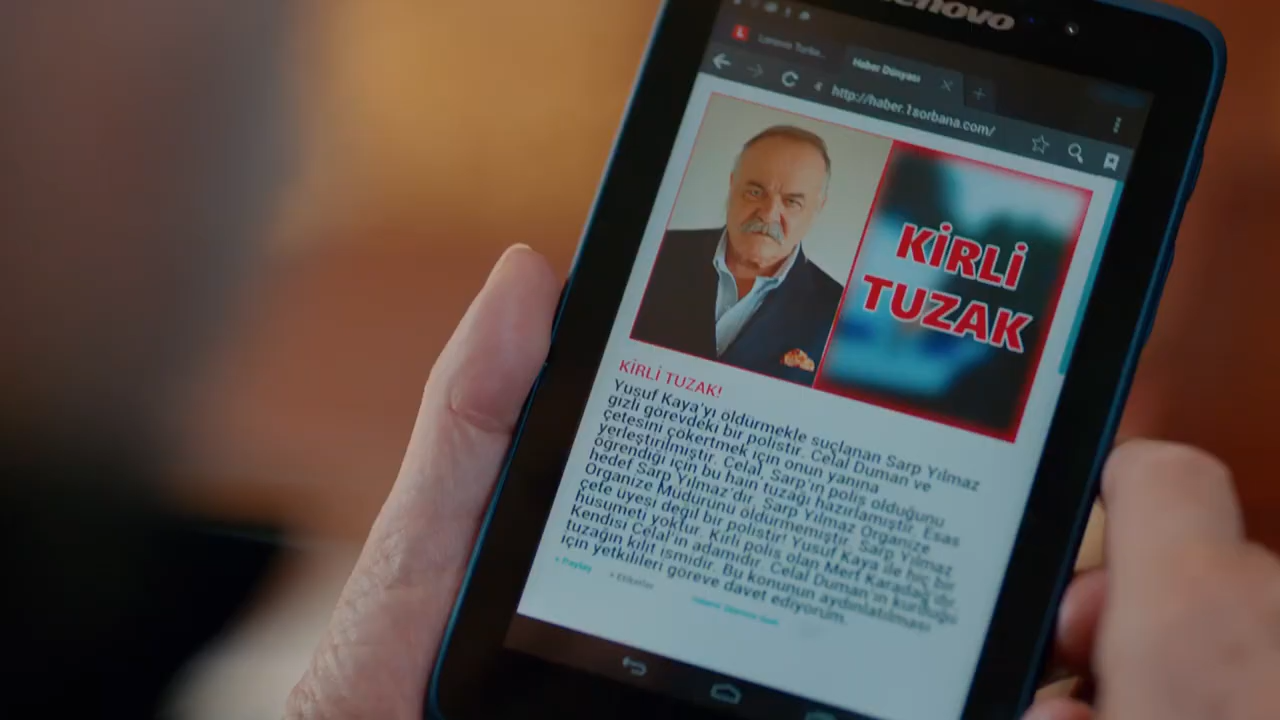 Lenovo
Haber Dünyası
http://haber.1sorbana.com/
KİRLİ
TUZAK
KİRLİ TUZAK!
Yusuf Kaya'yı öldürmekle suçlanan Sarp Yılmaz
gizli görevdeki bir polistir. Celal Duman ve
çetesini çökertmek için onun yanına
yerleştirilmiştir. Celal, Sarp'ın polis olduğunu
öğrendiği için bu hain tuzağı hazırlamıştır. Esas
hedef Sarp Yılmaz'dır. Sarp Yılmaz Organize
Organize Müdürünü öldürmemiştir. Sarp Yılmaz
çete üyesi değil bir polistir! Yusuf Kaya ile hiç bir
husumeti yoktur. Kirli polis olan Mert Karadağ'dır.
Kendisi Celal'in adamıdır. Celal Duman'ın kurduğu
tuzağın kilit ismidir. Bu konunun aydınlatılması
için yetkilileri göreve davet ediyorum.
+ Paylaş
+ Etiketler